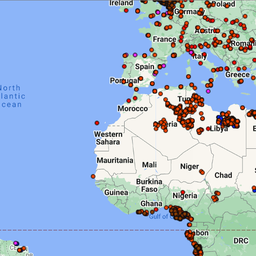 Ireland
Poland
Germany
France
Austria
Romania
Italy
Spain
Portugal
Greece
North
Atlantic
Ocean
Tunisia
Morocco
Algeria
Libya
Western
Sahara
Mauritania
Mali
Niger
Chad
Burkina
Faso
Guinea
Nigeria
Ghana
Gulf of
Gabon
DRC